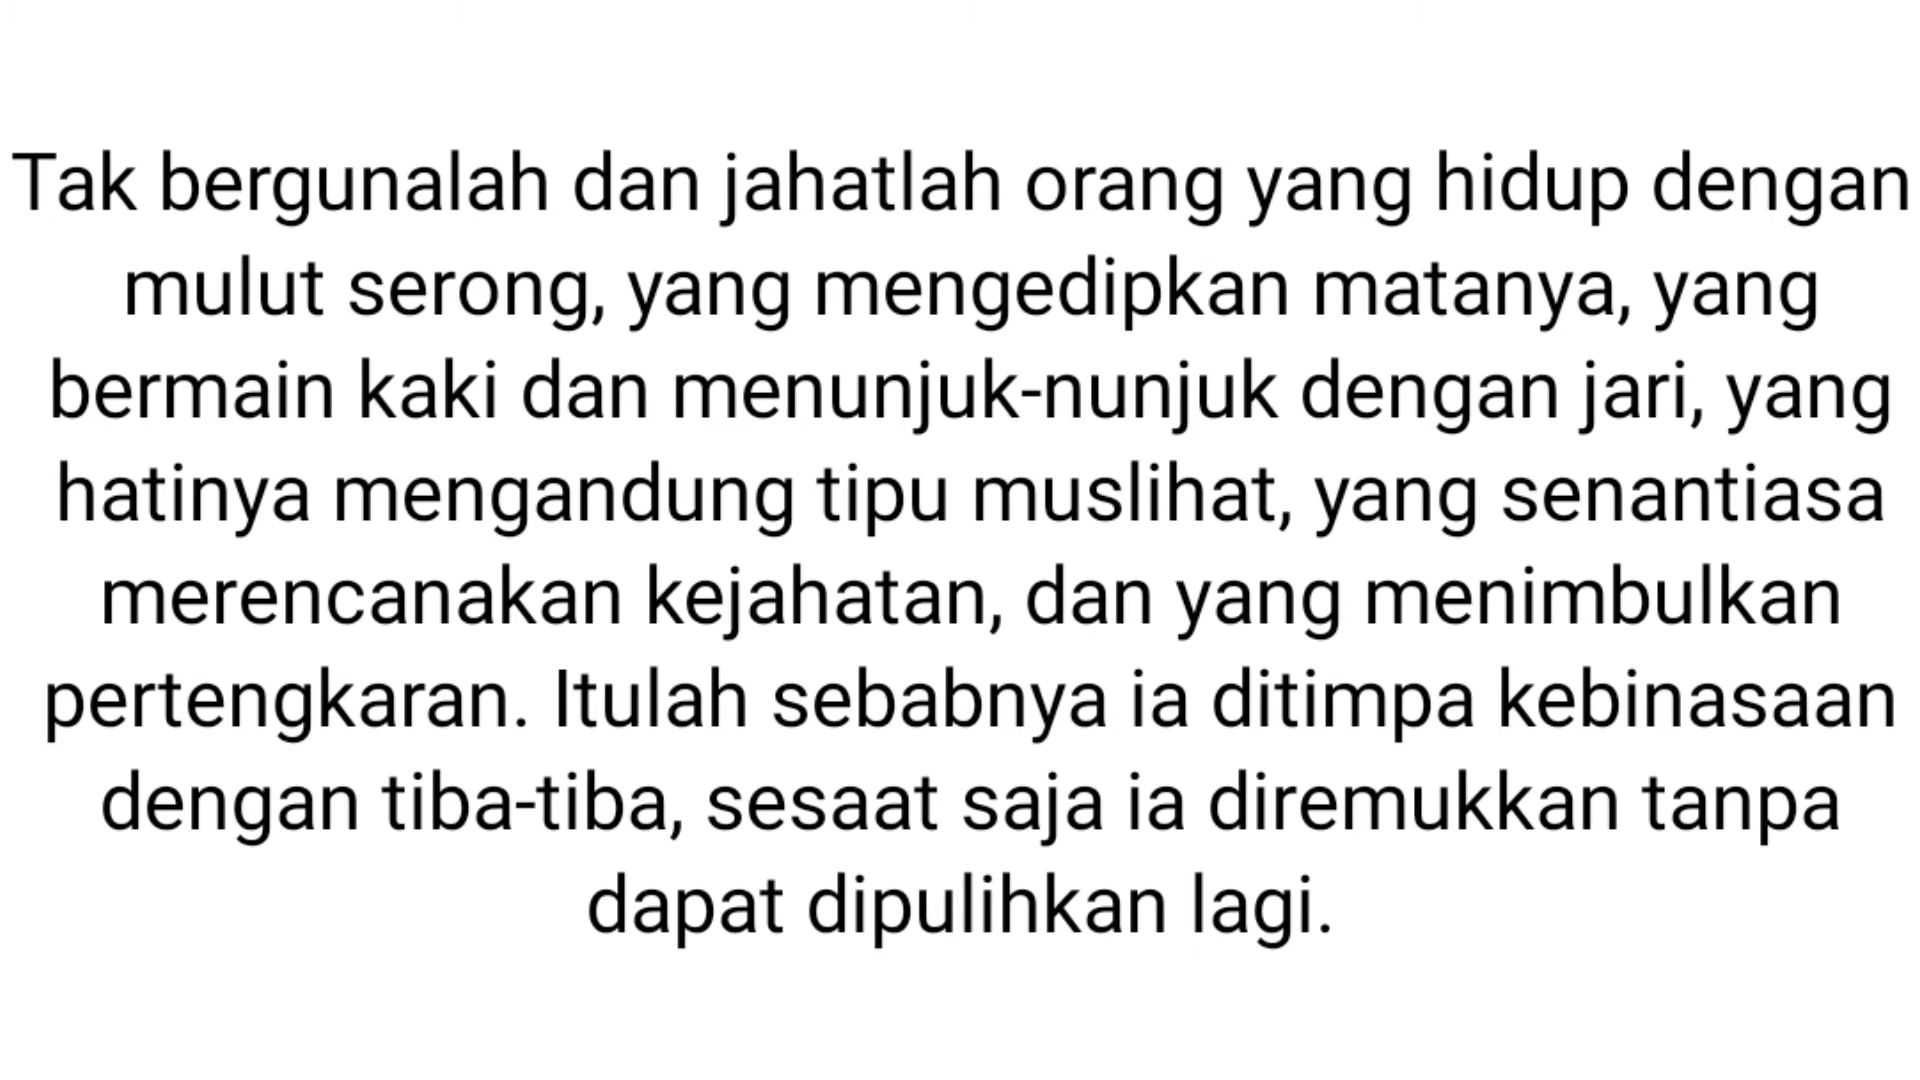 Tak bergunalah dan jahatlah orang yang hidup dengan
mulut serong, yang mengedipkan matanya, yang
bermain kaki dan menunjuk-nunjuk dengan jari, yang
hatinya mengandung tipu muslihat, yang senantiasa
merencanakan kejahatan, dan yang menimbulkan
pertengkaran. Itulah sebabnya ia ditimpa kebinasaan
dengan tiba-tiba, sesaat saja ia diremukkan tanpa
dapat dipulihkan lagi.